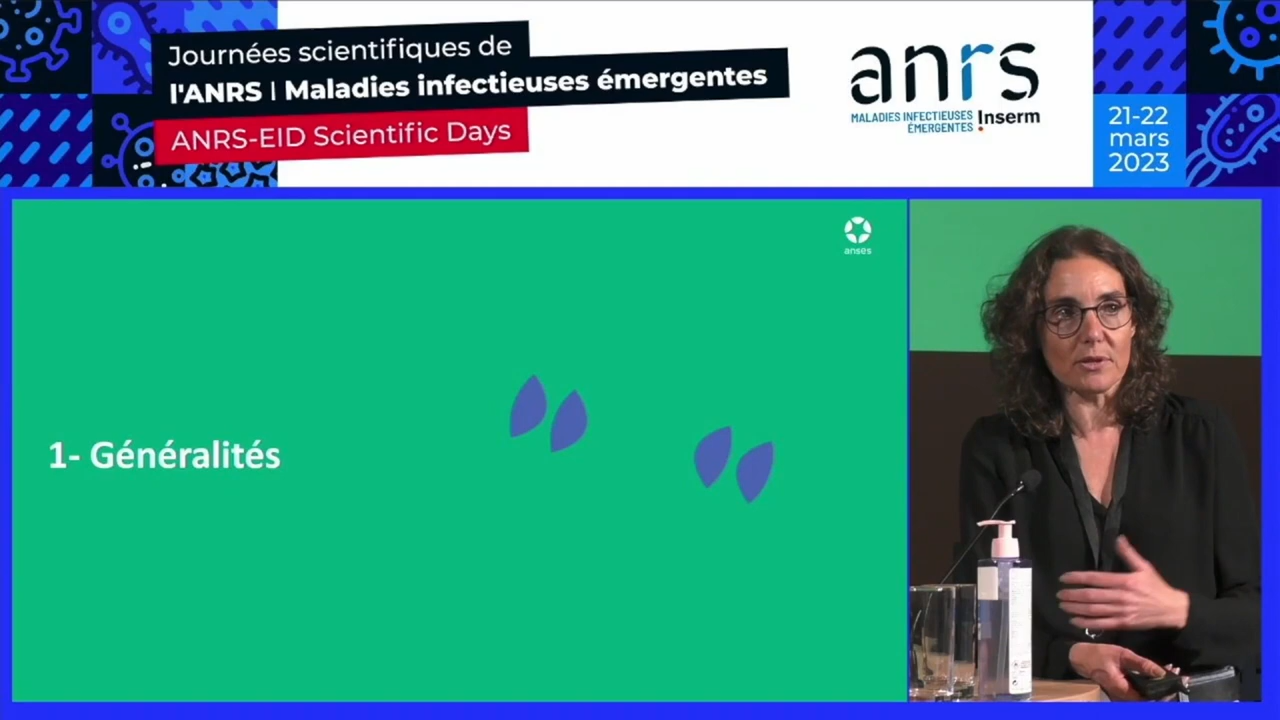 Journées scientifiques de
l'ANRS | Maladies infectieuses émergentes
ANRS-EID Scientific Days
anrs
MALADIES INFECTIEUSES
ÉMERGENTES
Inserm
21-22
mars
2023
anses
1- Généralités